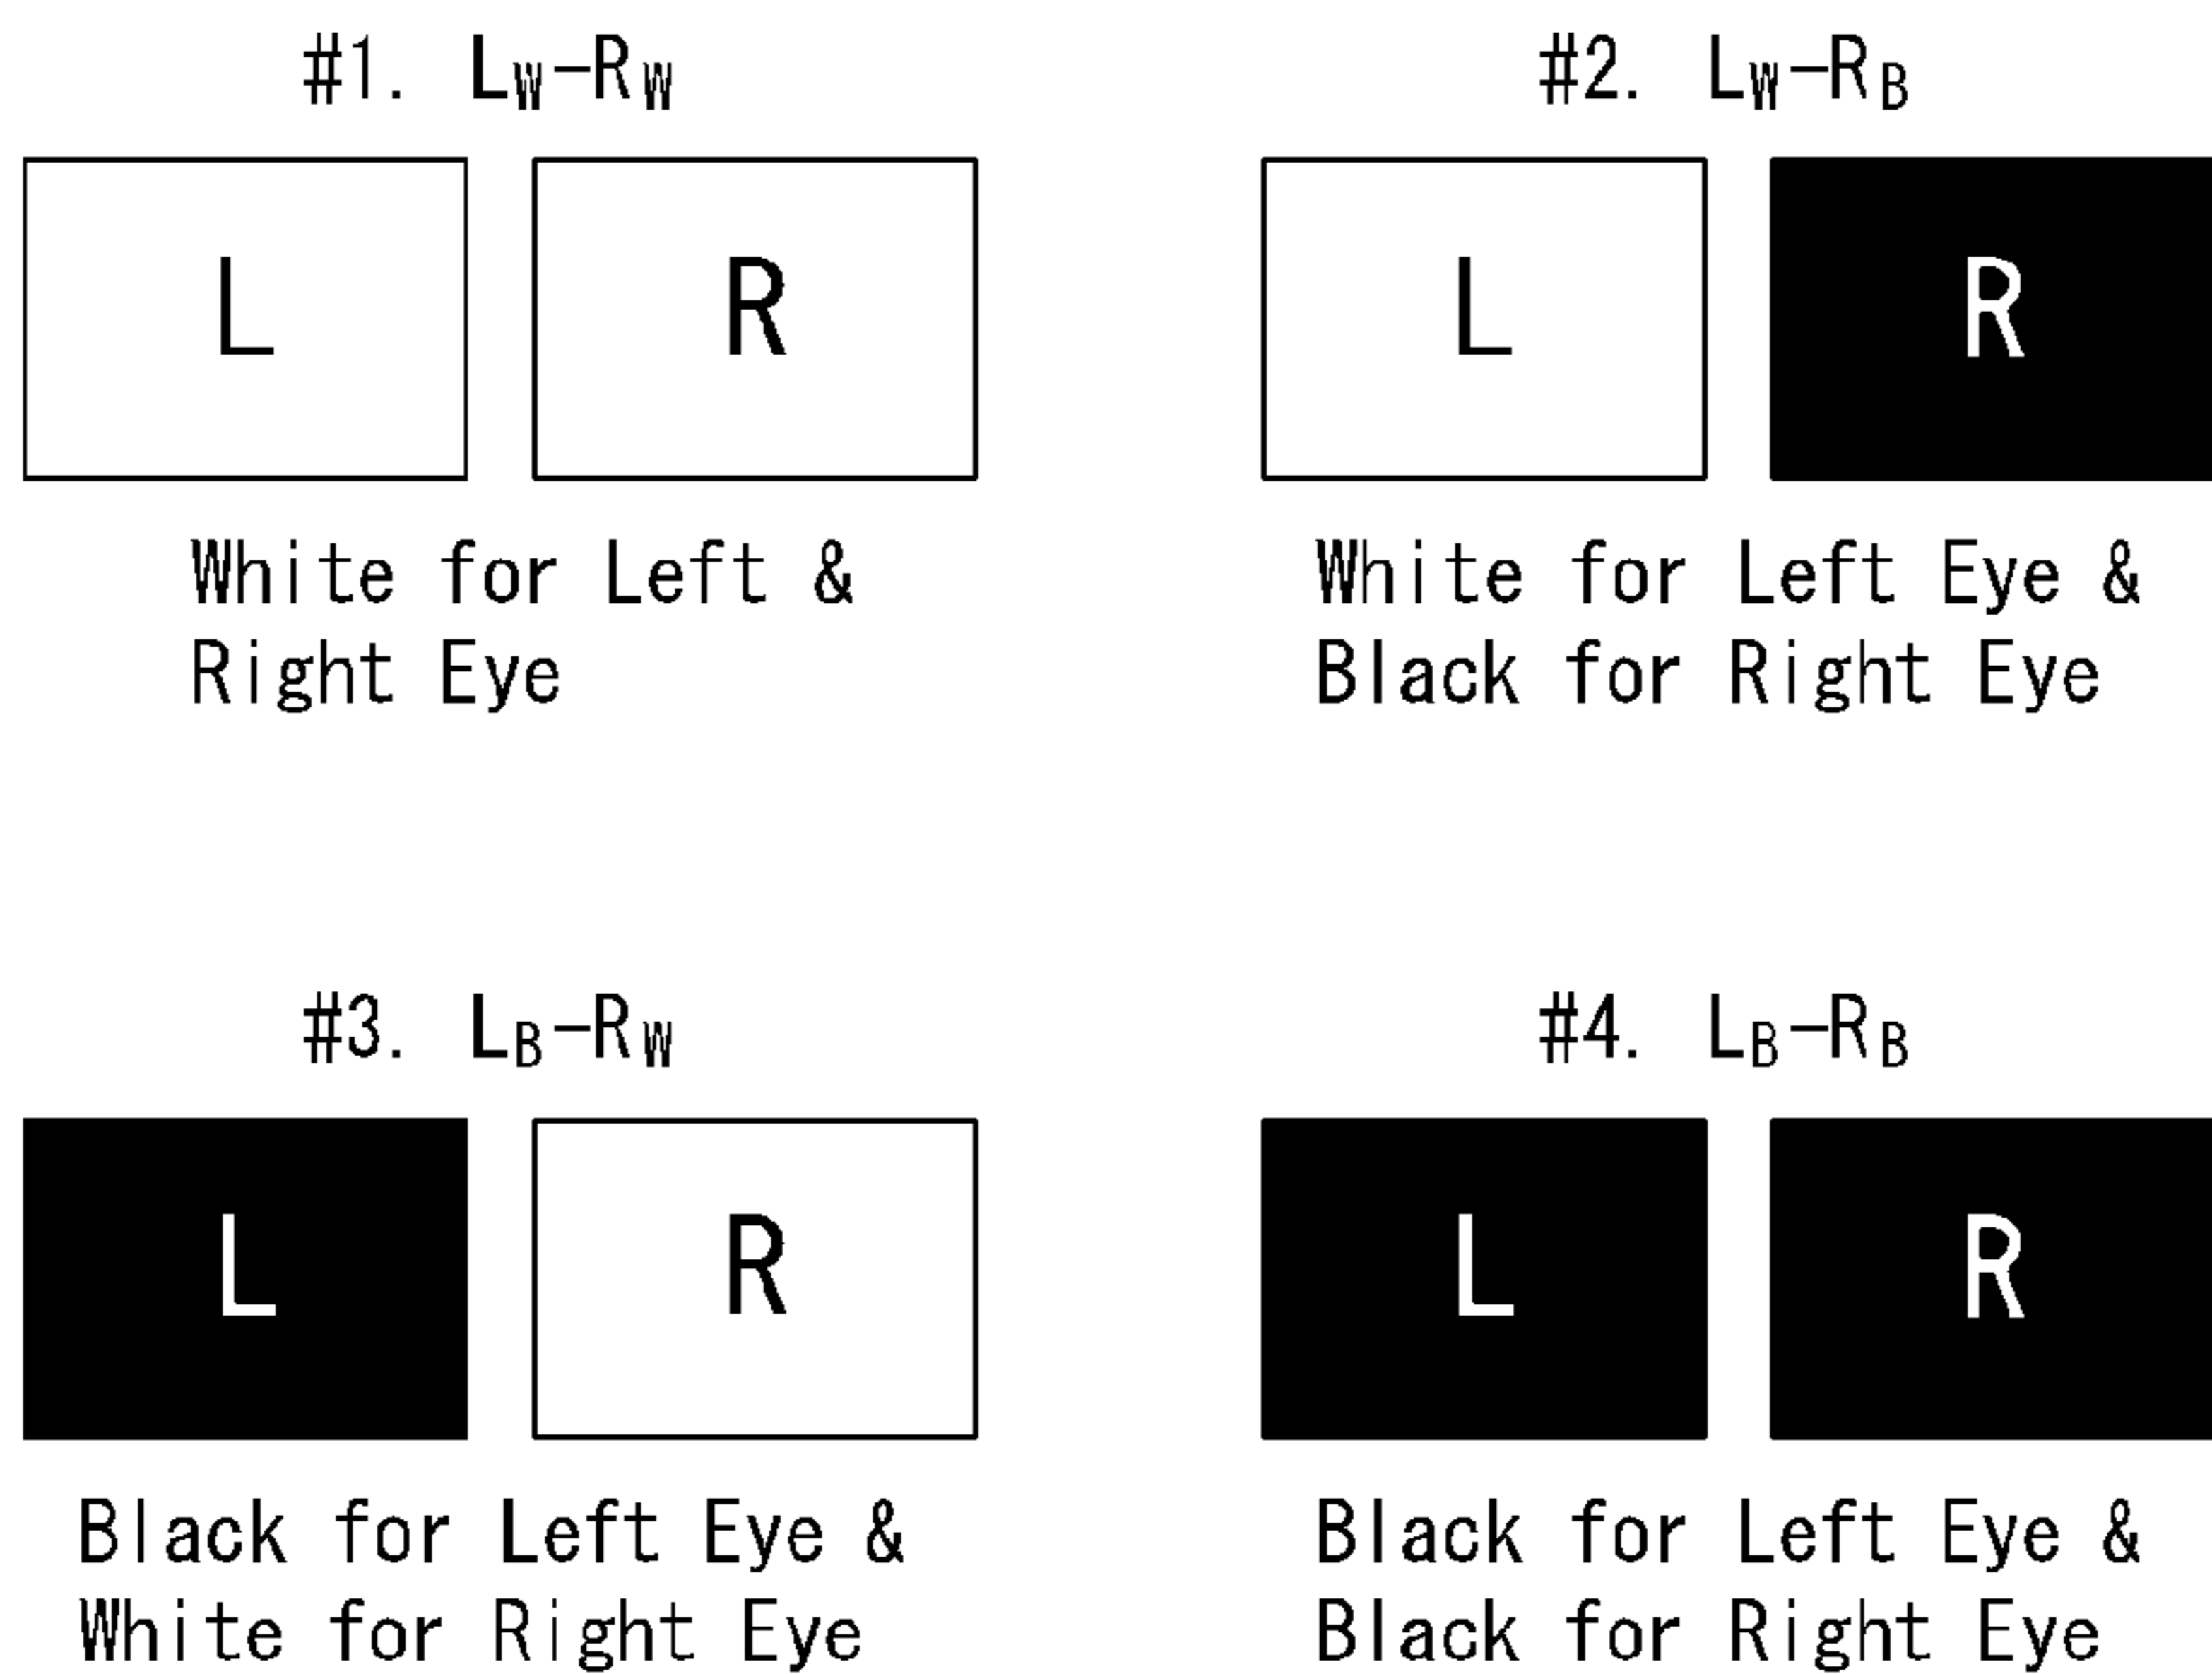 #1. LW-RW
L R
White for Left &
Right Eye
#2. LW-RB
L R
White for Left Eye &
Black for Right Eye
#3. LB-RW
L R
Black for Left Eye &
White for Right Eye
#4. LB-RB
L R
Black for Left Eye &
Black for Right Eye